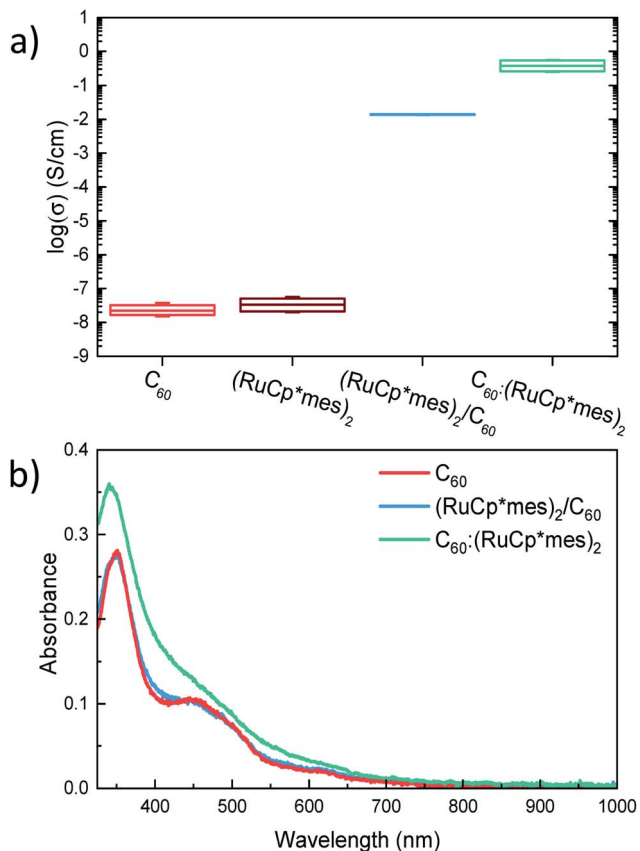 a)
log(σ) (S/cm)
1
0
-1
-2
-3
-4
-5
-6
-7
-8
-9
C₆₀
(RuCp*mes)₂
(RuCp*mes)₂/C₆₀
C₆₀:(RuCp*mes)₂
b)
Absorbance
0.4
0.3
0.2
0.1
0.0
C₆₀
(RuCp*mes)₂/C₆₀
C₆₀:(RuCp*mes)₂
400 500 600 700 800 900 1000
Wavelength (nm)